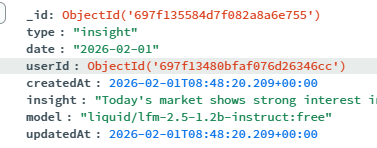 _id: ObjectId('697f135584d7f082a8a6e755')
type : "insight"
date : "2026-02-01"
userId : ObjectId('697f13480bfaf076d26346cc')
createdAt : 2026-02-01T08:48:20.209+00:00
insight : "Today's market shows strong interest i
model : "liquid/lfm-2.5-1.2b-instruct:free"
updatedAt : 2026-02-01T08:48:20.209+00:00